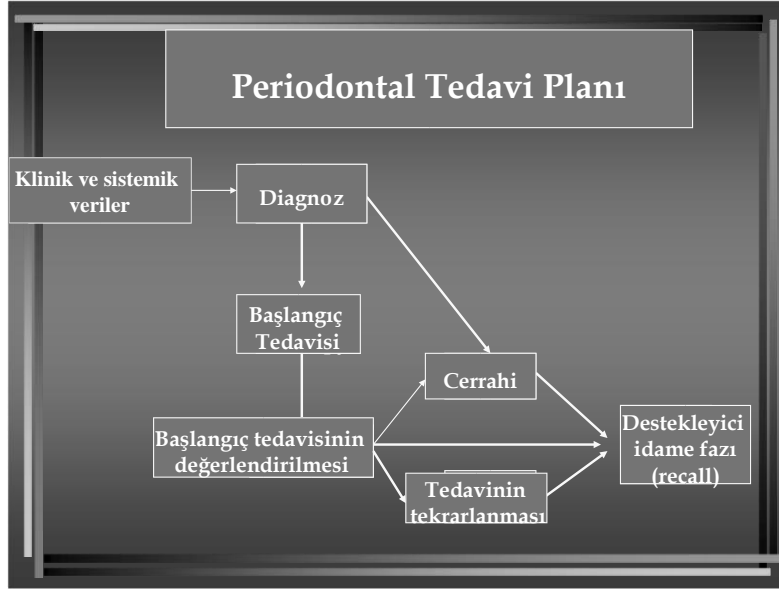 Periodontal Tedavi Planı
Klinik ve sistemik
veriler
Diagnoz
Başlangıç
Tedavisi
Cerrahi
Başlangıç tedavisinin
değerlendirilmesi
Tedavinin
tekrarlanması
Destekleyici
idame fazı
(recall)